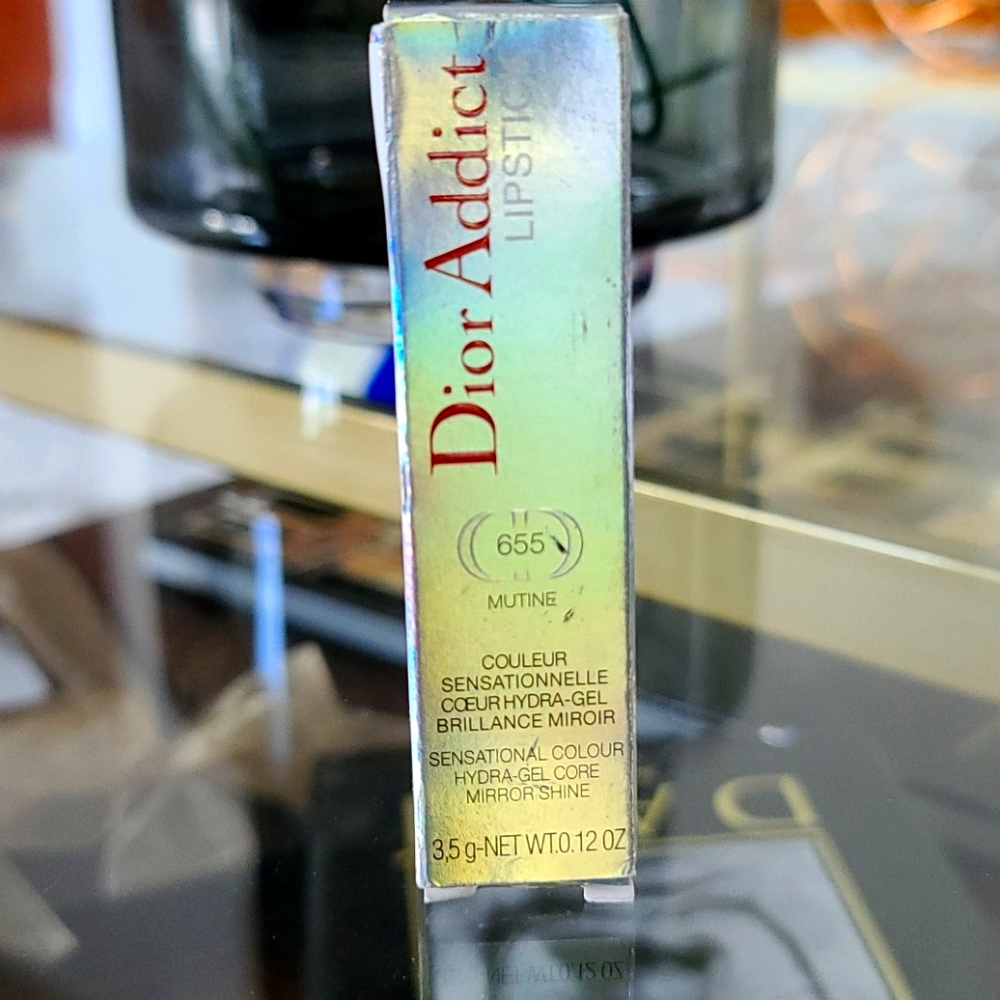 Dior Addict
LIPSTIC
655
MUTINE
COULEUR
SENSATIONNELLE
CŒUR HYDRA-GEL
BRILLANCE MIROIR
SENSATIONAL COLOUR
HYDRA-GEL CORE
MIRROR SHINE
3,5 g-NET WT.0.12 OZ